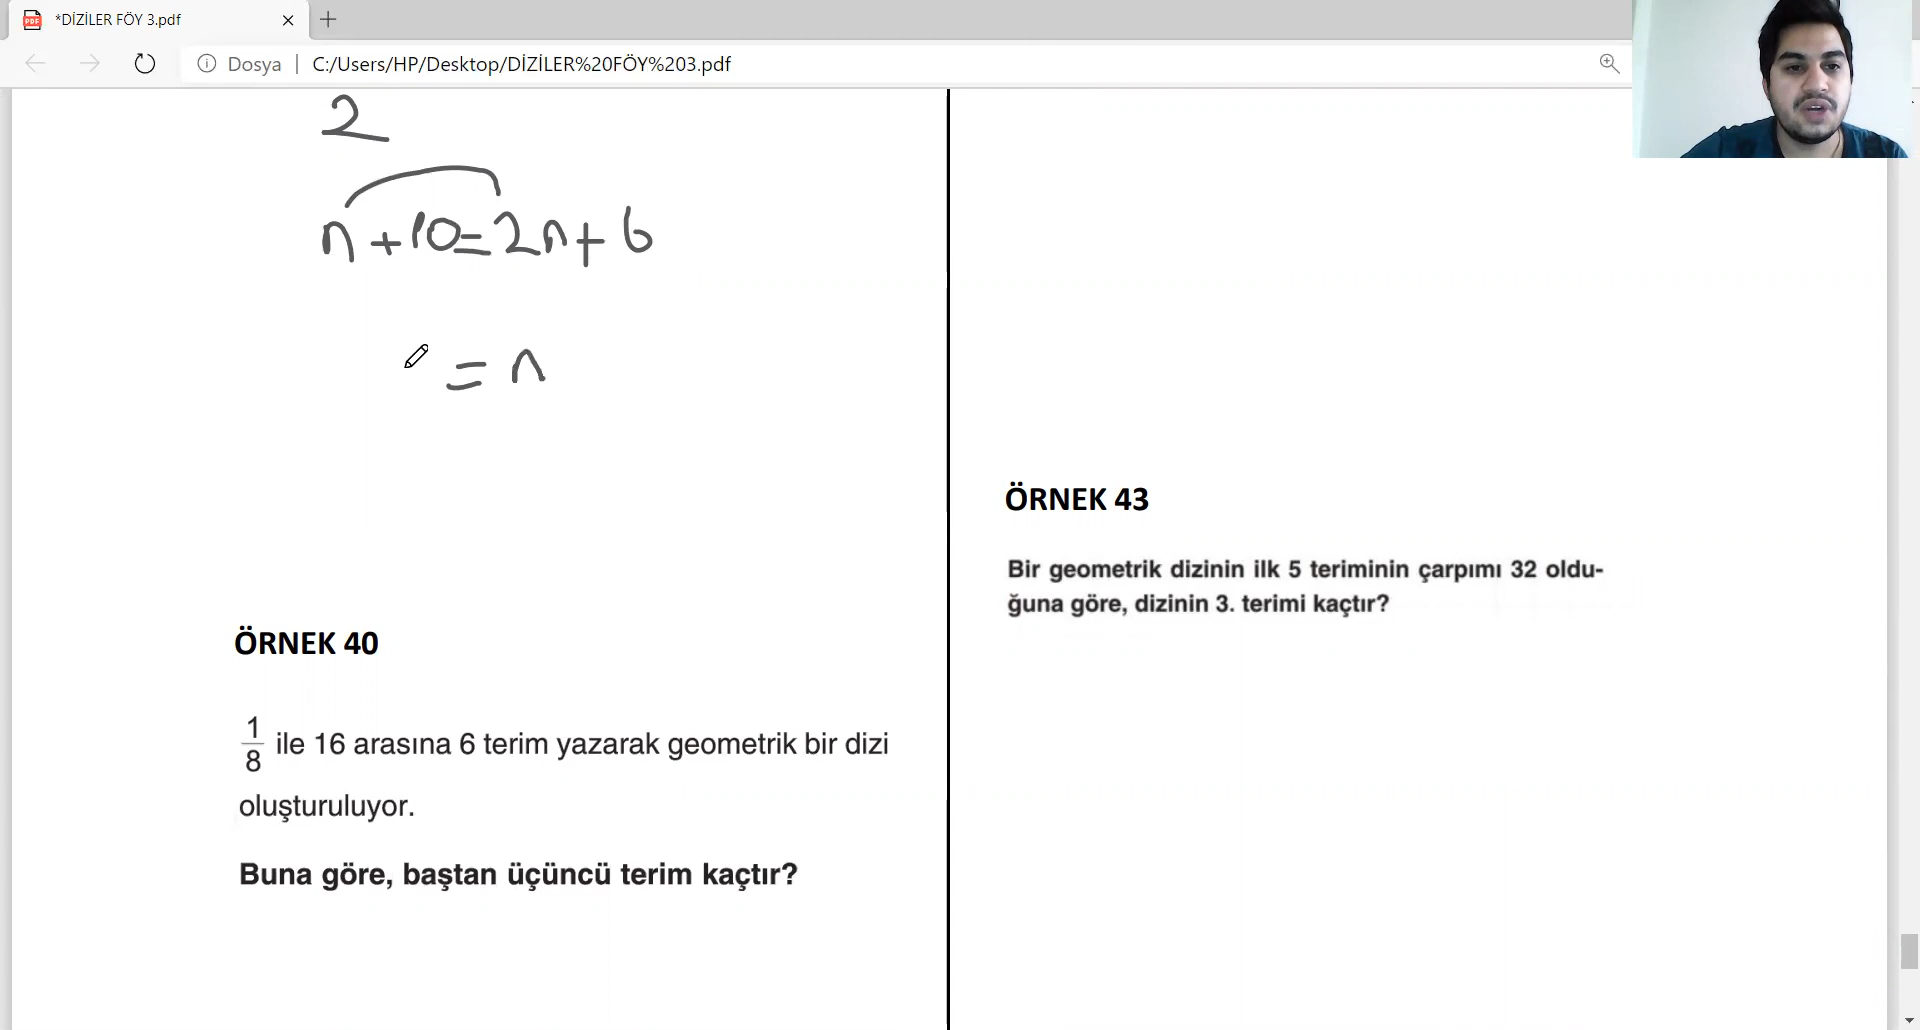 *DİZİLER FÖY 3.pdf
Dosya | C:/Users/HP/Desktop/DİZİLER%20FÖY%203.pdf
2
n+10=2n+6
= n
ÖRNEK 40
1/8 ile 16 arasına 6 terim yazarak geometrik bir dizi
oluşturuluyor.
Buna göre, baştan üçüncü terim kaçtır?
ÖRNEK 43
Bir geometrik dizinin ilk 5 teriminin çarpımı 32 oldu-
ğuna göre, dizinin 3. terimi kaçtır?